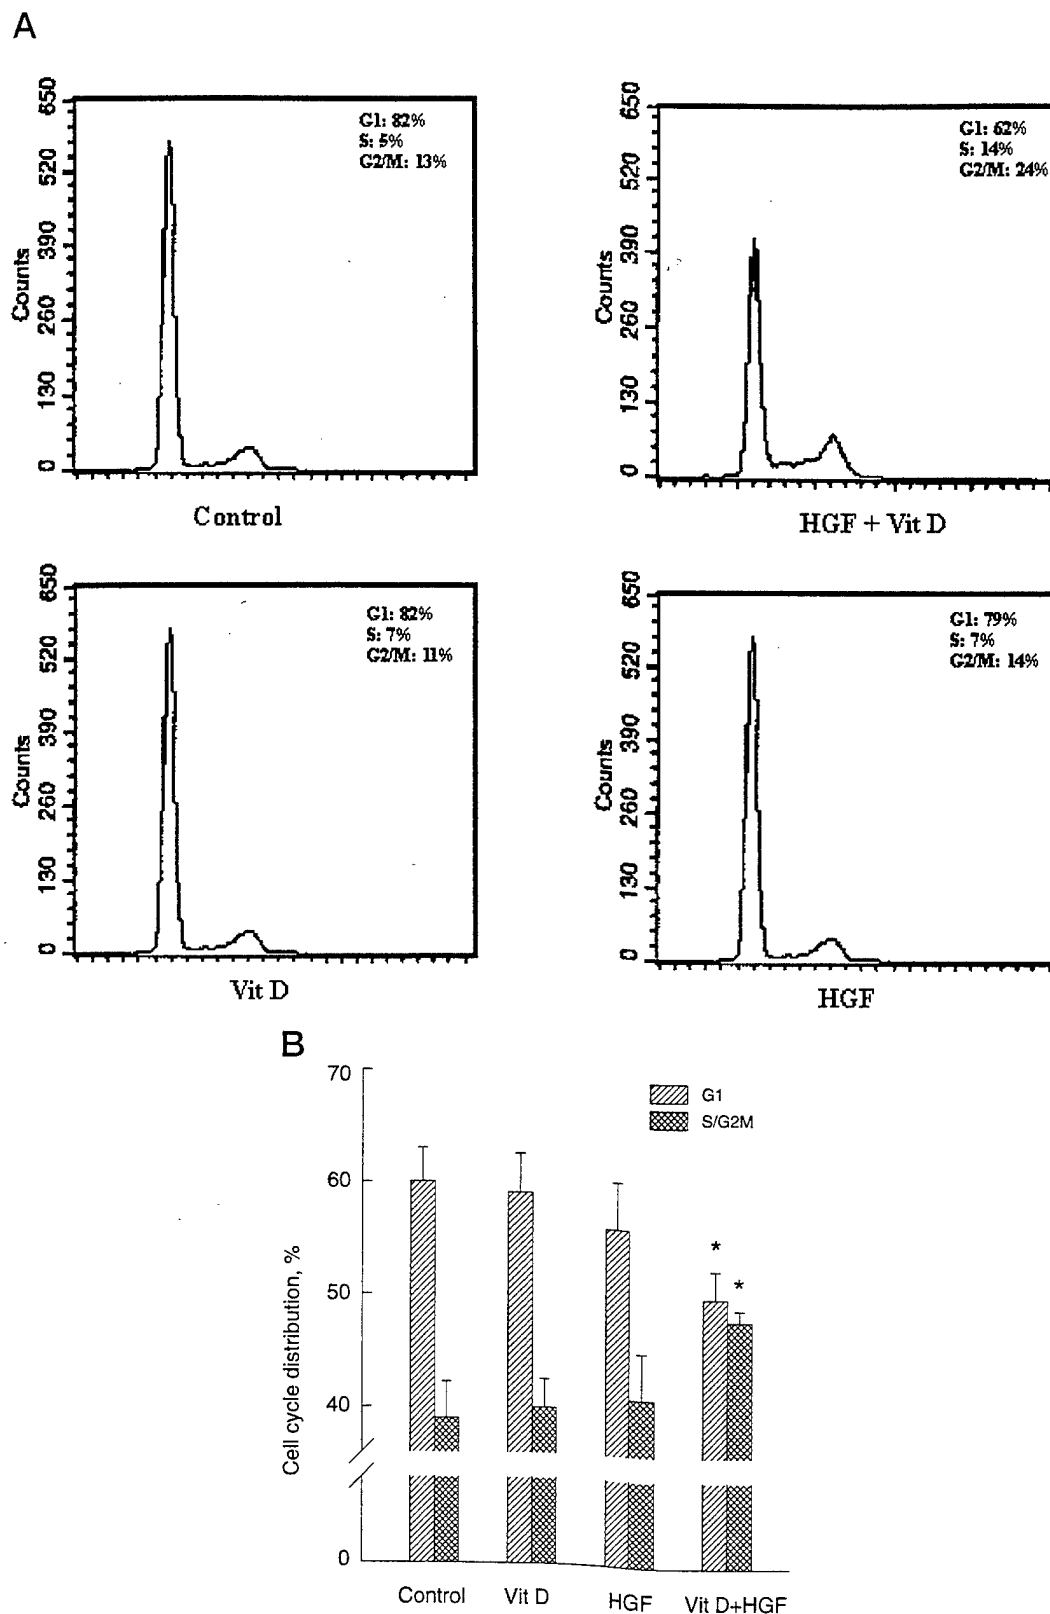 A
650
520
390
260
130
0
Counts
G1: 82%
S: 5%
G2/M: 13%
Control
650
520
390
260
130
0
Counts
G1: 62%
S: 14%
G2/M: 24%
HGF + Vit D
650
520
390
260
130
0
Counts
G1: 82%
S: 7%
G2/M: 11%
Vit D
650
520
390
260
130
0
Counts
G1: 79%
S: 7%
G2/M: 14%
HGF
B
70
60
50
40
0
Cell cycle distribution, %
G1
S/G2M
*
*
Control Vit D HGF Vit D+HGF